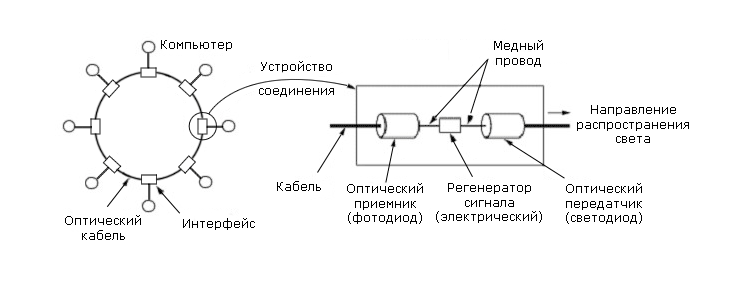 Компьютер
Устройство
соединения
Оптический
кабель
Интерфейс
Медный
провод
Направление
распространения
света
Кабель
Оптический
приемник
(фотодиод)
Регенератор
сигнала
(электрический)
Оптический
передатчик
(светодиод)